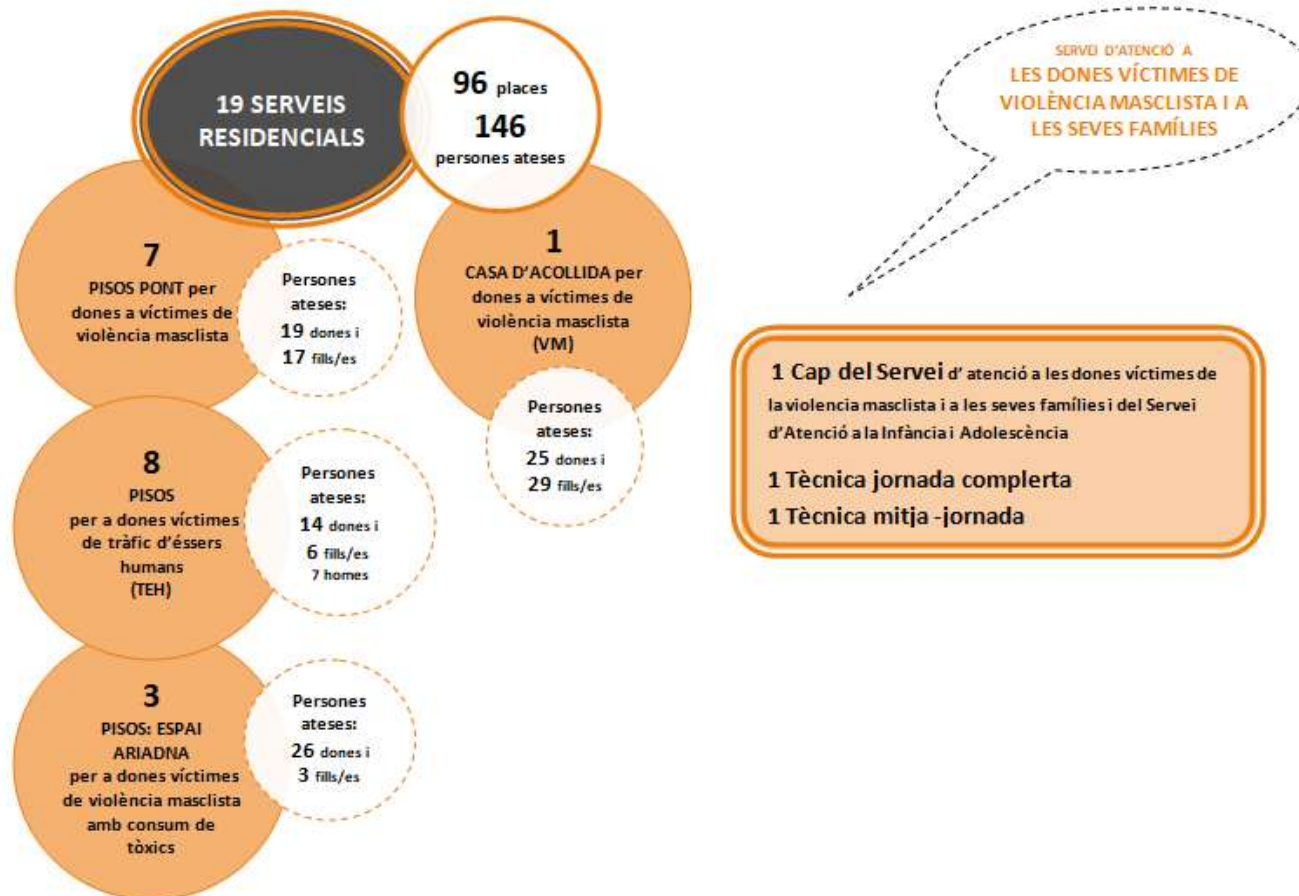 19 SERVEIS
RESIDENCIALS
96 places
146
persones ateses
SERVEI D'ATENCIÓ A
LES DONES VÍCTIMES DE
VIOLÈNCIA MASCLISTA I A
LES SEVES FAMÍLIES
7
PISOS PONT per
dones a víctimes de
violència masclista
Persones
ateses:
19 dones i
17 fills/es
1
CASA D'ACOLLIDA per
dones a víctimes de
violència masclista
(VM)
Persones
ateses:
25 dones i
29 fills/es
8
PISOS
per a dones víctimes
de tràfic d'éssers
humans
(TEH)
Persones
ateses:
14 dones i
6 fills/es
7 homes
3
PISOS: ESPAI
ARIADNA
per a dones víctimes
de violència masclista
amb consum de
tòxics
Persones
ateses:
26 dones i
3 fills/es
1 Cap del Servei d' atenció a les dones víctimes de
la violencia masclista i a les seves famílies i del Servei
d'Atenció a la Infància i Adolescència
1 Tècnica jornada complerta
1 Tècnica mitja -jornada